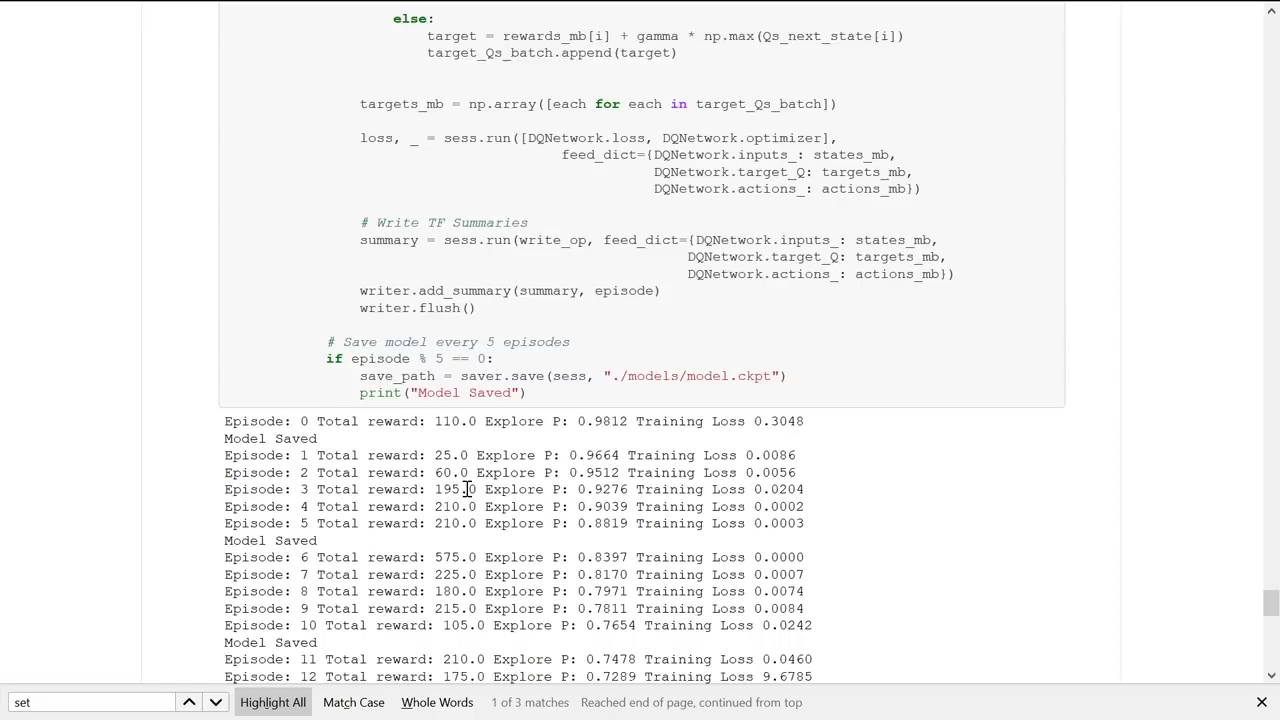 else:
target = rewards_mb[i] + gamma * np.max(Qs_next_state[i])
target_Qs_batch.append(target)
targets_mb = np.array([each for each in target_Qs_batch])
loss, _ = sess.run([DQNetwork.loss, DQNetwork.optimizer],
feed_dict={DQNetwork.inputs_: states_mb,
DQNetwork.target_Q: targets_mb,
DQNetwork.actions_: actions_mb})
# Write TF Summaries
summary = sess.run(write_op, feed_dict={DQNetwork.inputs_: states_mb,
DQNetwork.target_Q: targets_mb,
DQNetwork.actions_: actions_mb})
writer.add_summary(summary, episode)
writer.flush()
# Save model every 5 episodes
if episode % 5 == 0:
save_path = saver.save(sess, "./models/model.ckpt")
print("Model Saved")
Episode: 0 Total reward: 110.0 Explore P: 0.9812 Training Loss 0.3048
Model Saved
Episode: 1 Total reward: 25.0 Explore P: 0.9664 Training Loss 0.0086
Episode: 2 Total reward: 60.0 Explore P: 0.9512 Training Loss 0.0056
Episode: 3 Total reward: 195.0 Explore P: 0.9276 Training Loss 0.0204
Episode: 4 Total reward: 210.0 Explore P: 0.9039 Training Loss 0.0002
Episode: 5 Total reward: 210.0 Explore P: 0.8819 Training Loss 0.0003
Model Saved
Episode: 6 Total reward: 575.0 Explore P: 0.8397 Training Loss 0.0000
Episode: 7 Total reward: 225.0 Explore P: 0.8170 Training Loss 0.0007
Episode: 8 Total reward: 180.0 Explore P: 0.7971 Training Loss 0.0074
Episode: 9 Total reward: 215.0 Explore P: 0.7811 Training Loss 0.0084
Episode: 10 Total reward: 105.0 Explore P: 0.7654 Training Loss 0.0242
Model Saved
Episode: 11 Total reward: 210.0 Explore P: 0.7478 Training Loss 0.0460
Episode: 12 Total reward: 175.0 Explore P: 0.7289 Training Loss 9.6785
set Highlight All Match Case Whole Words 1 of 3 matches Reached end of page, continued from top